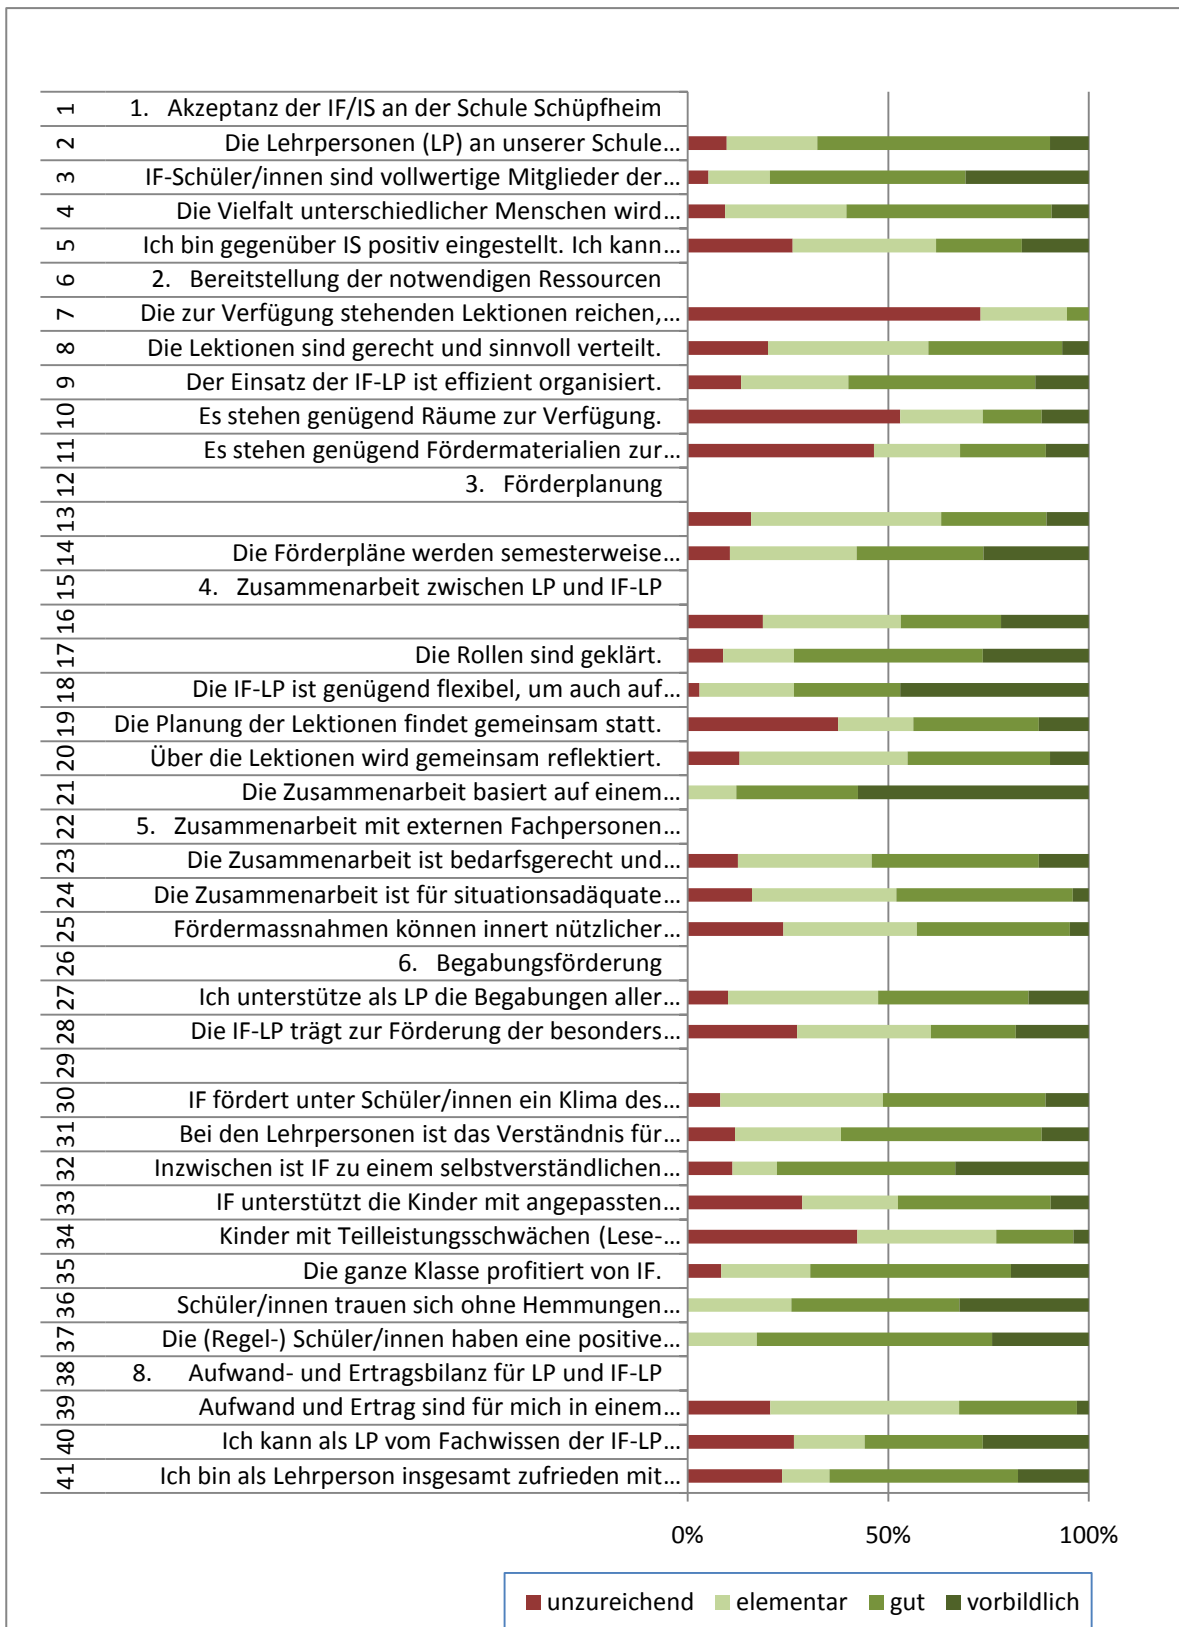 1 1. Akzeptanz der IF/IS an der Schule Schüpfheim
2 Die Lehrpersonen (LP) an unserer Schule...
3 IF-Schüler/innen sind vollwertige Mitglieder der...
4 Die Vielfalt unterschiedlicher Menschen wird...
5 Ich bin gegenüber IS positiv eingestellt. Ich kann...
6 2. Bereitstellung der notwendigen Ressourcen
7 Die zur Verfügung stehenden Lektionen reichen,...
8 Die Lektionen sind gerecht und sinnvoll verteilt.
9 Der Einsatz der IF-LP ist effizient organisiert.
10 Es stehen genügend Räume zur Verfügung.
11 Es stehen genügend Fördermaterialien zur...
12 3. Förderplanung
13
14 Die Förderpläne werden semesterweise...
15 4. Zusammenarbeit zwischen LP und IF-LP
16
17 Die Rollen sind geklärt.
18 Die IF-LP ist genügend flexibel, um auch auf...
19 Die Planung der Lektionen findet gemeinsam statt.
20 Über die Lektionen wird gemeinsam reflektiert.
21 Die Zusammenarbeit basiert auf einem...
22 5. Zusammenarbeit mit externen Fachpersonen...
23 Die Zusammenarbeit ist bedarfsgerecht und...
24 Die Zusammenarbeit ist für situationsadäquate...
25 Fördermassnahmen können innert nützlicher...
26 6. Begabungsförderung
27 Ich unterstütze als LP die Begabungen aller...
28 Die IF-LP trägt zur Förderung der besonders...
29
30 IF fördert unter Schüler/innen ein Klima des...
31 Bei den Lehrpersonen ist das Verständnis für...
32 Inzwischen ist IF zu einem selbstverständlichen...
33 IF unterstützt die Kinder mit angepassten...
34 Kinder mit Teilleistungsschwächen (Lese-...
35 Die ganze Klasse profitiert von IF.
36 Schüler/innen trauen sich ohne Hemmungen...
37 Die (Regel-) Schüler/innen haben eine positive...
38 8. Aufwand- und Ertragsbilanz für LP und IF-LP
39 Aufwand und Ertrag sind für mich in einem...
40 Ich kann als LP vom Fachwissen der IF-LP...
41 Ich bin als Lehrperson insgesamt zufrieden mit...
0% 50% 100%
unzureichend elementar gut vorbildlich